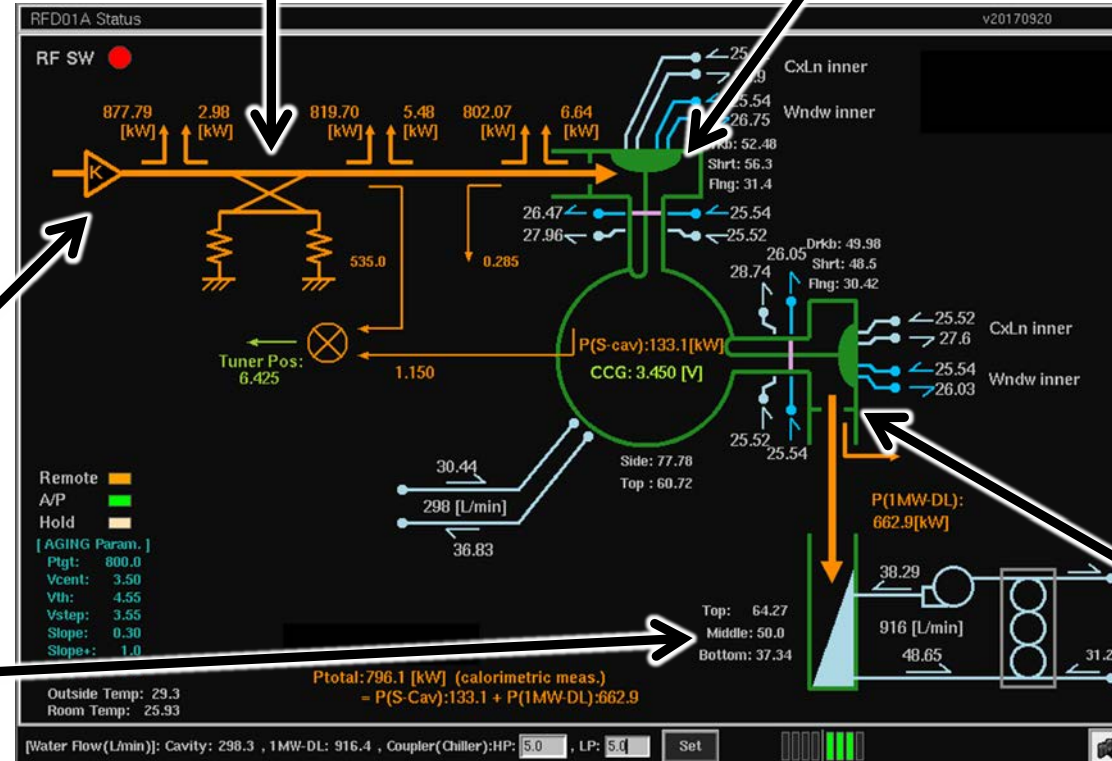 RFD01A Status
v20170920
RF SW
CxLn inner
Wndw inner
877.79 [kW]
2.98 [kW]
819.70 [kW]
5.48 [kW]
802.07 [kW]
6.64 [kW]
25.54
26.75
52.48
Shrt: 56.3
Flng: 31.4
K
26.47
25.54
27.96
25.52
535.0
0.285
Drkb: 49.98
Shrt: 48.5
Flng: 30.42
26.05
28.74
25.52
27.6
CxLn inner
25.54
26.03
Wndw inner
P(S-cav):133.1[kW]
CCG: 3.450 [V]
Tuner Pos:
6.425
1.150
25.52
25.54
Side: 77.78
Top : 60.72
30.44
298 [L/min]
36.83
P(1MW-DL):
662.9[kW]
Remote
A/P
Hold
[ AGING Param. ]
Ptgt: 800.0
Vcent: 3.50
Vth: 4.55
Vstep: 3.55
Slope: 0.30
Slope+: 1.0
38.29
916 [L/min]
48.65
Top: 64.27
Middle: 50.0
Bottom: 37.34
Ptotal:796.1 [kW] (calorimetric meas.)
= P(S-Cav):133.1 + P(1MW-DL):662.9
Outside Temp: 29.3
Room Temp: 25.93
[Water Flow(L/min)]: Cavity: 298.3 , 1MW-DL: 916.4 , Coupler(Chiller):HP: 5.0 , LP: 5.0 Set